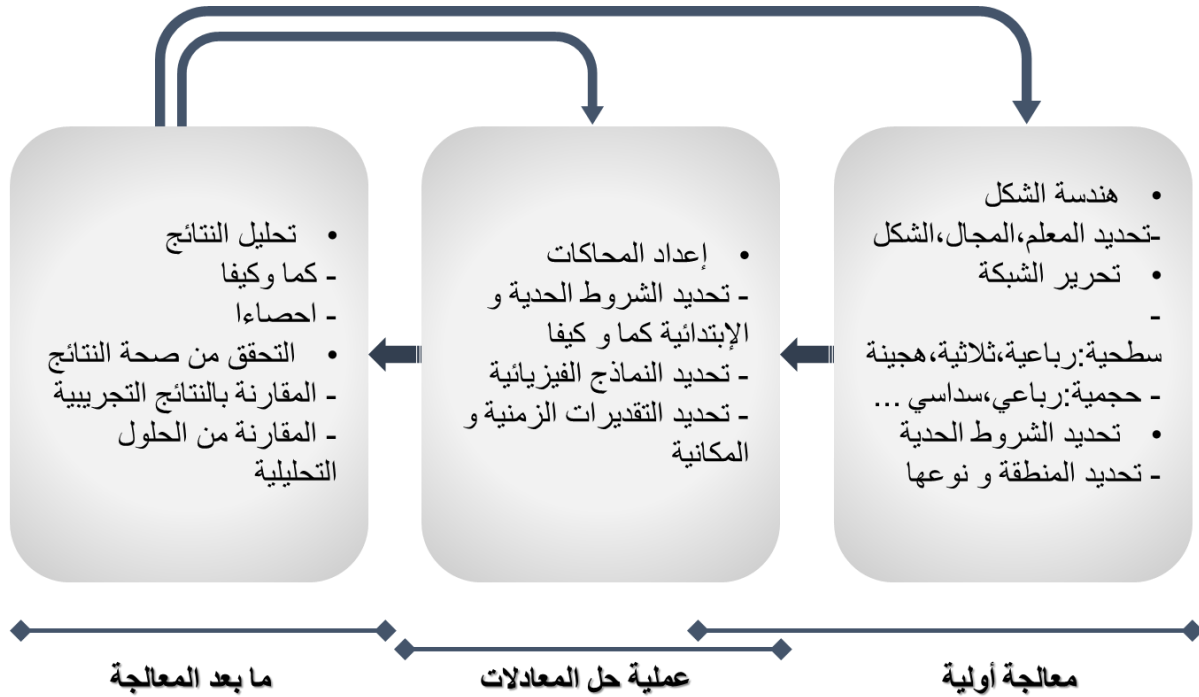 • هندسة الشكل
-تحديد المعلم،المجال،الشكل
• تحرير الشبكة
-
سطحية:رباعية،ثلاثية،هجينة
- حجمية:رباعي،سداسي ...
• تحديد الشروط الحدية
- تحديد المنطقة و نوعها
• إعداد المحاكات
- تحديد الشروط الحدية و
الإبتدائية كما و كيفا
- تحديد النماذج الفيزيائية
- تحديد التقديرات الزمنية و
المكانية
• تحليل النتائج
- كما وكيفا
- احصاءا
• التحقق من صحة النتائج
- المقارنة بالنتائج التجريبية
- المقارنة من الحلول
التحليلية
معالجة أولية
عملية حل المعادلات
ما بعد المعالجة